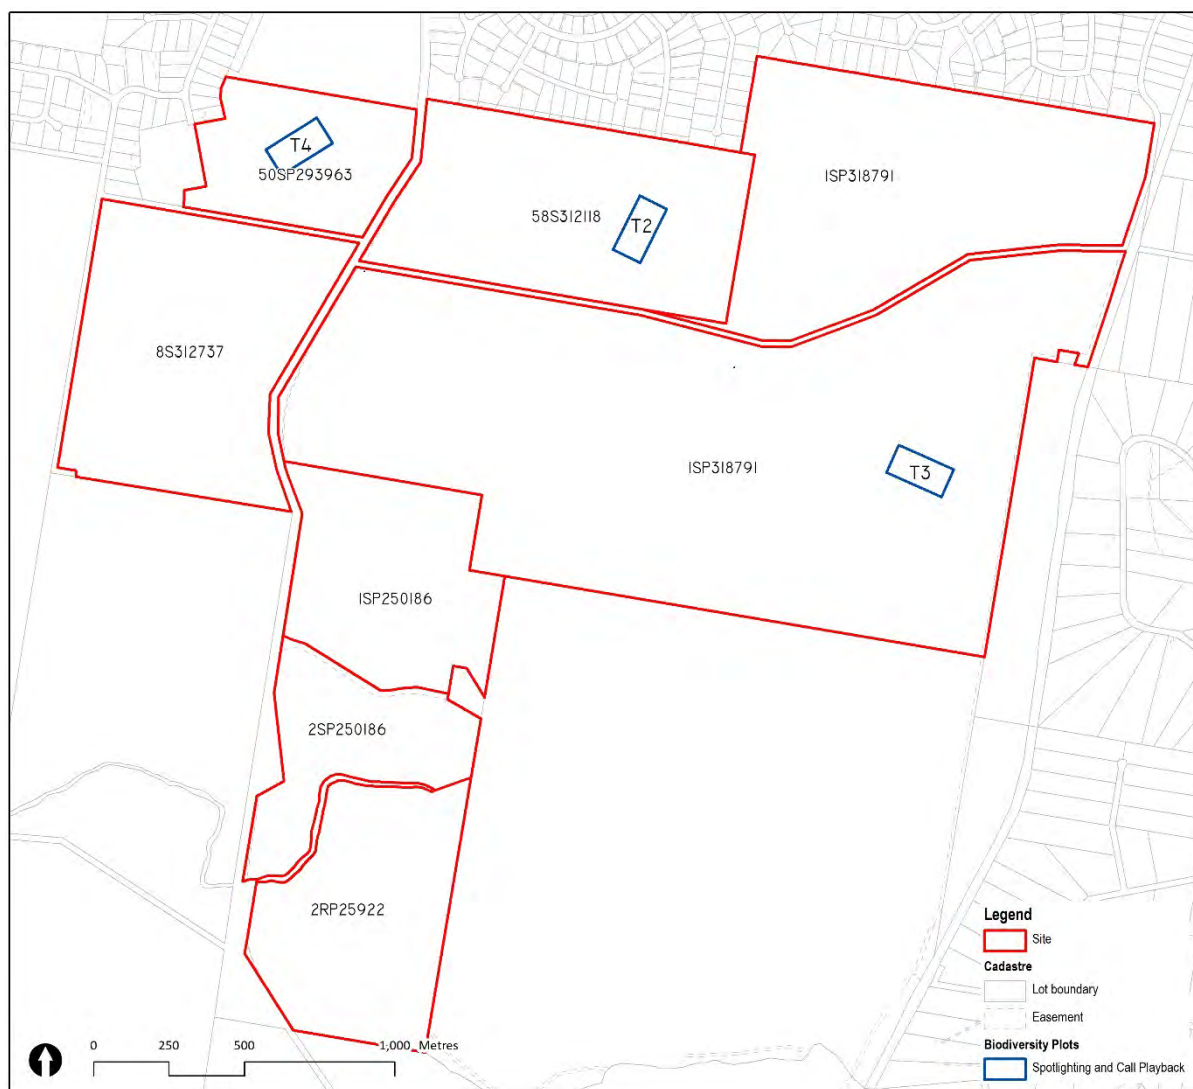 T4
50SP293963
1SP318791
58S312118
T2
8S312737
1SP318791
T3
1SP250186
2SP250186
2RP25922
Legend
Site
Cadastre
Lot boundary
Easement
Biodiversity Plots
Spotlighting and Call Playback
0 250 500 1,000 Metres